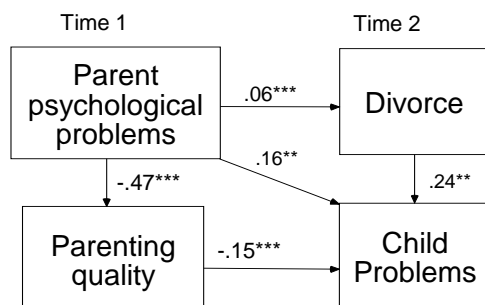 Time 1
Time 2
Parent
psychological
problems
.06***
Divorce
.16**
-.47***
.24**
Parenting
quality
-.15***
Child
Problems